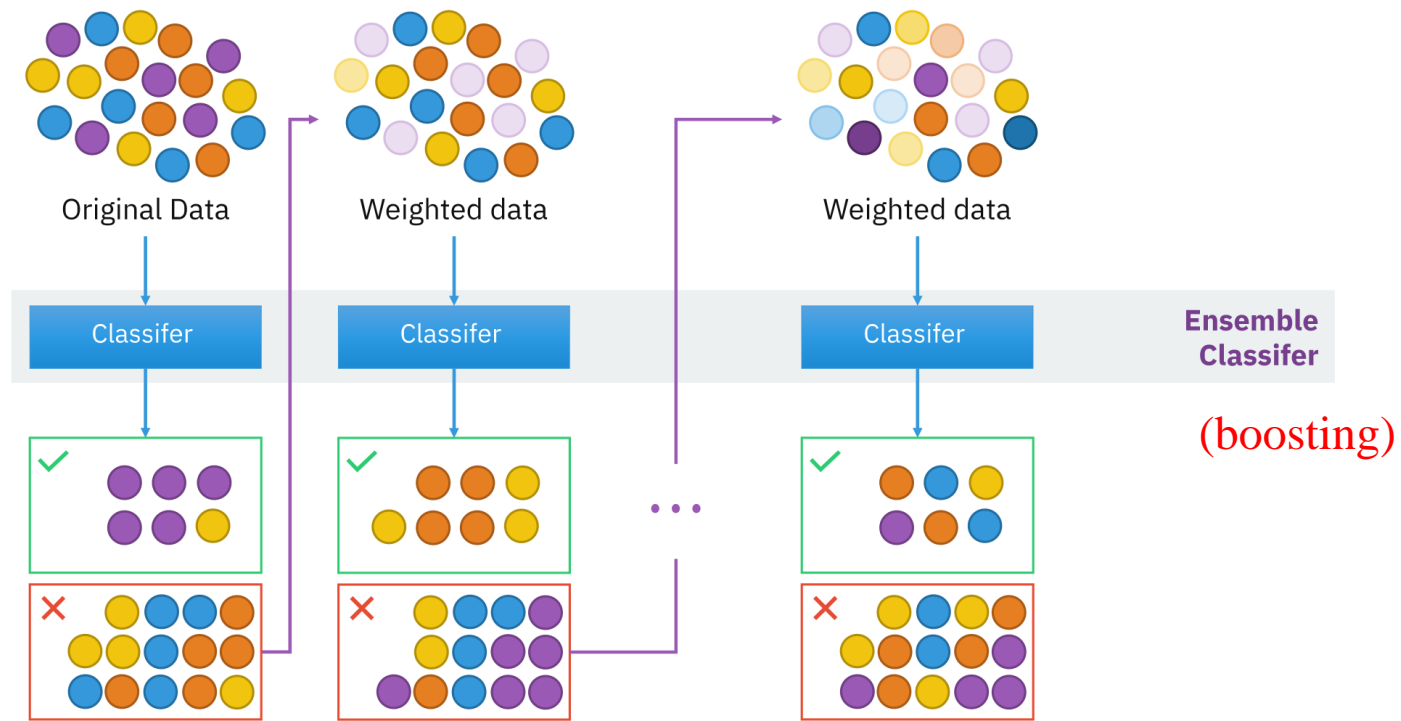 Original Data
Weighted data
Weighted data
Classifer
Classifer
Classifer
Ensemble
Classifer
(boosting)